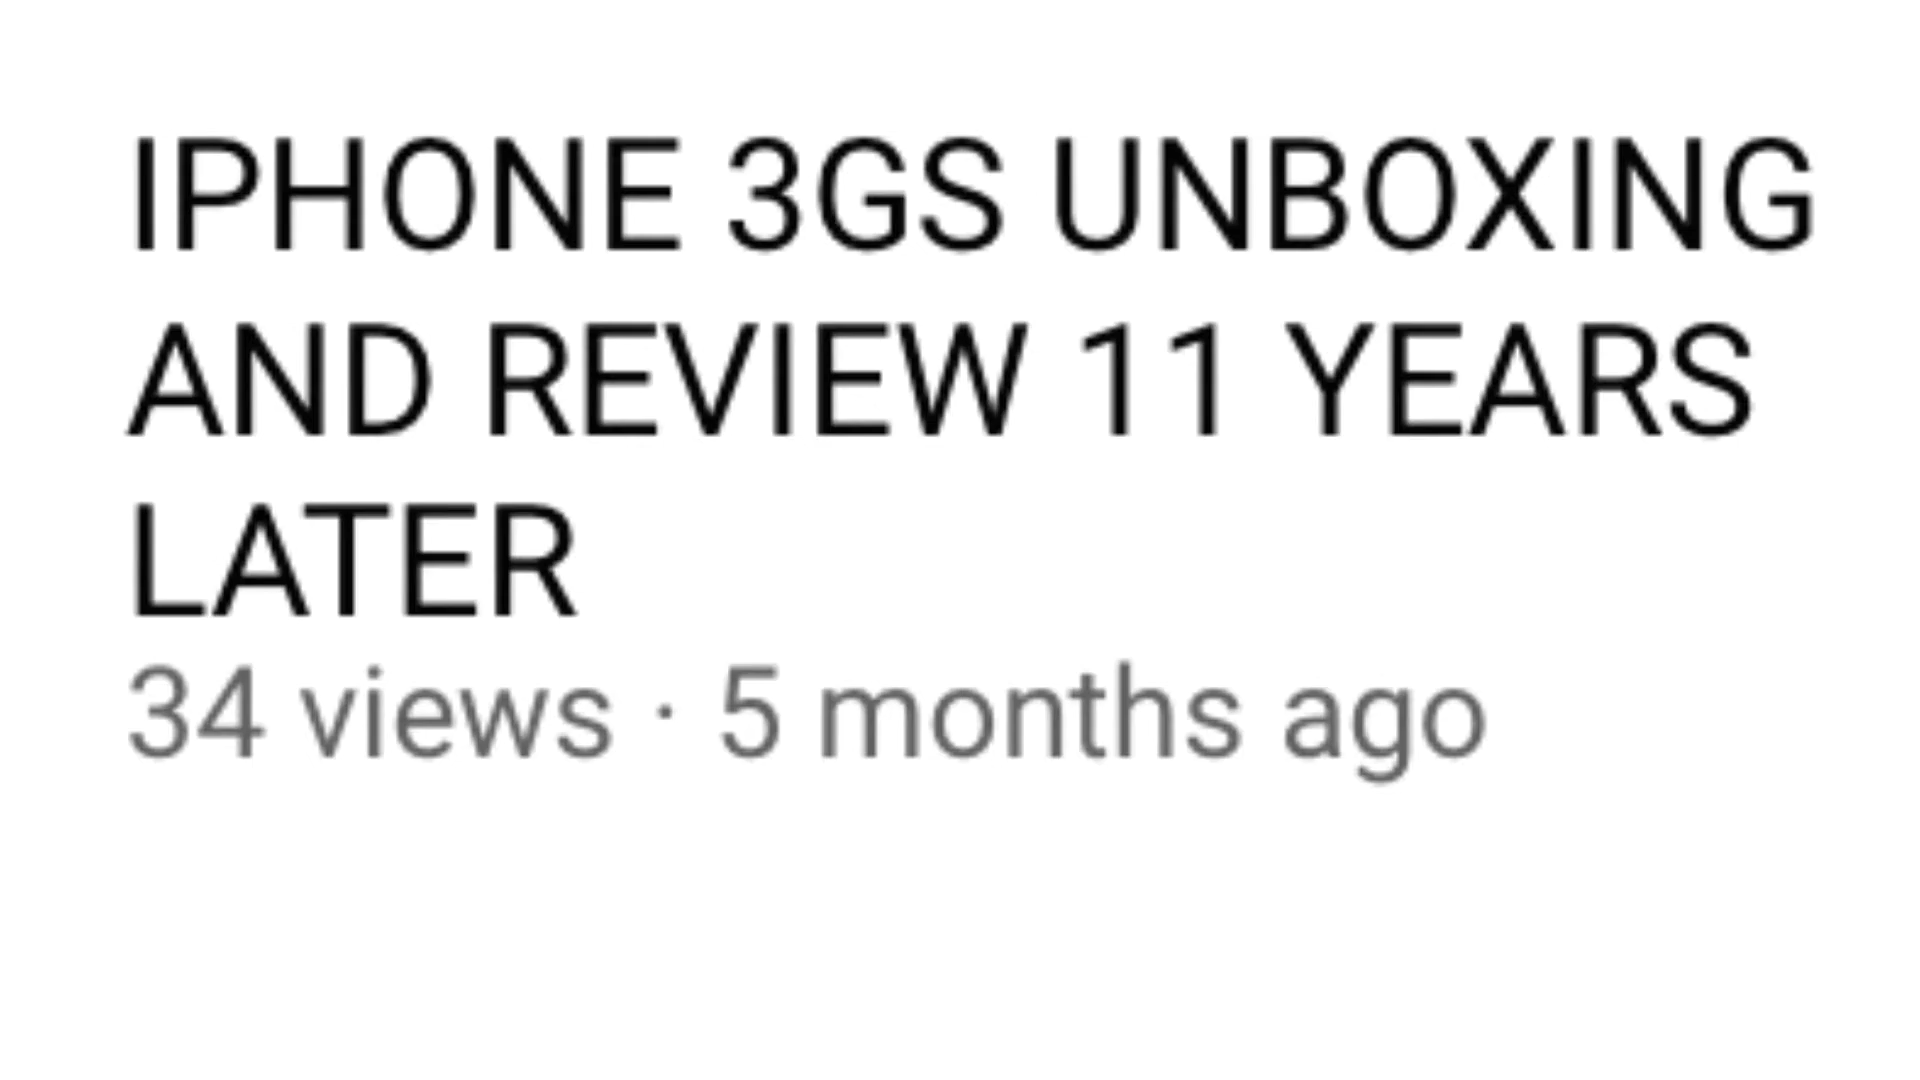 IPHONE 3GS UNBOXING
AND REVIEW 11 YEARS
LATER
34 views · 5 months ago